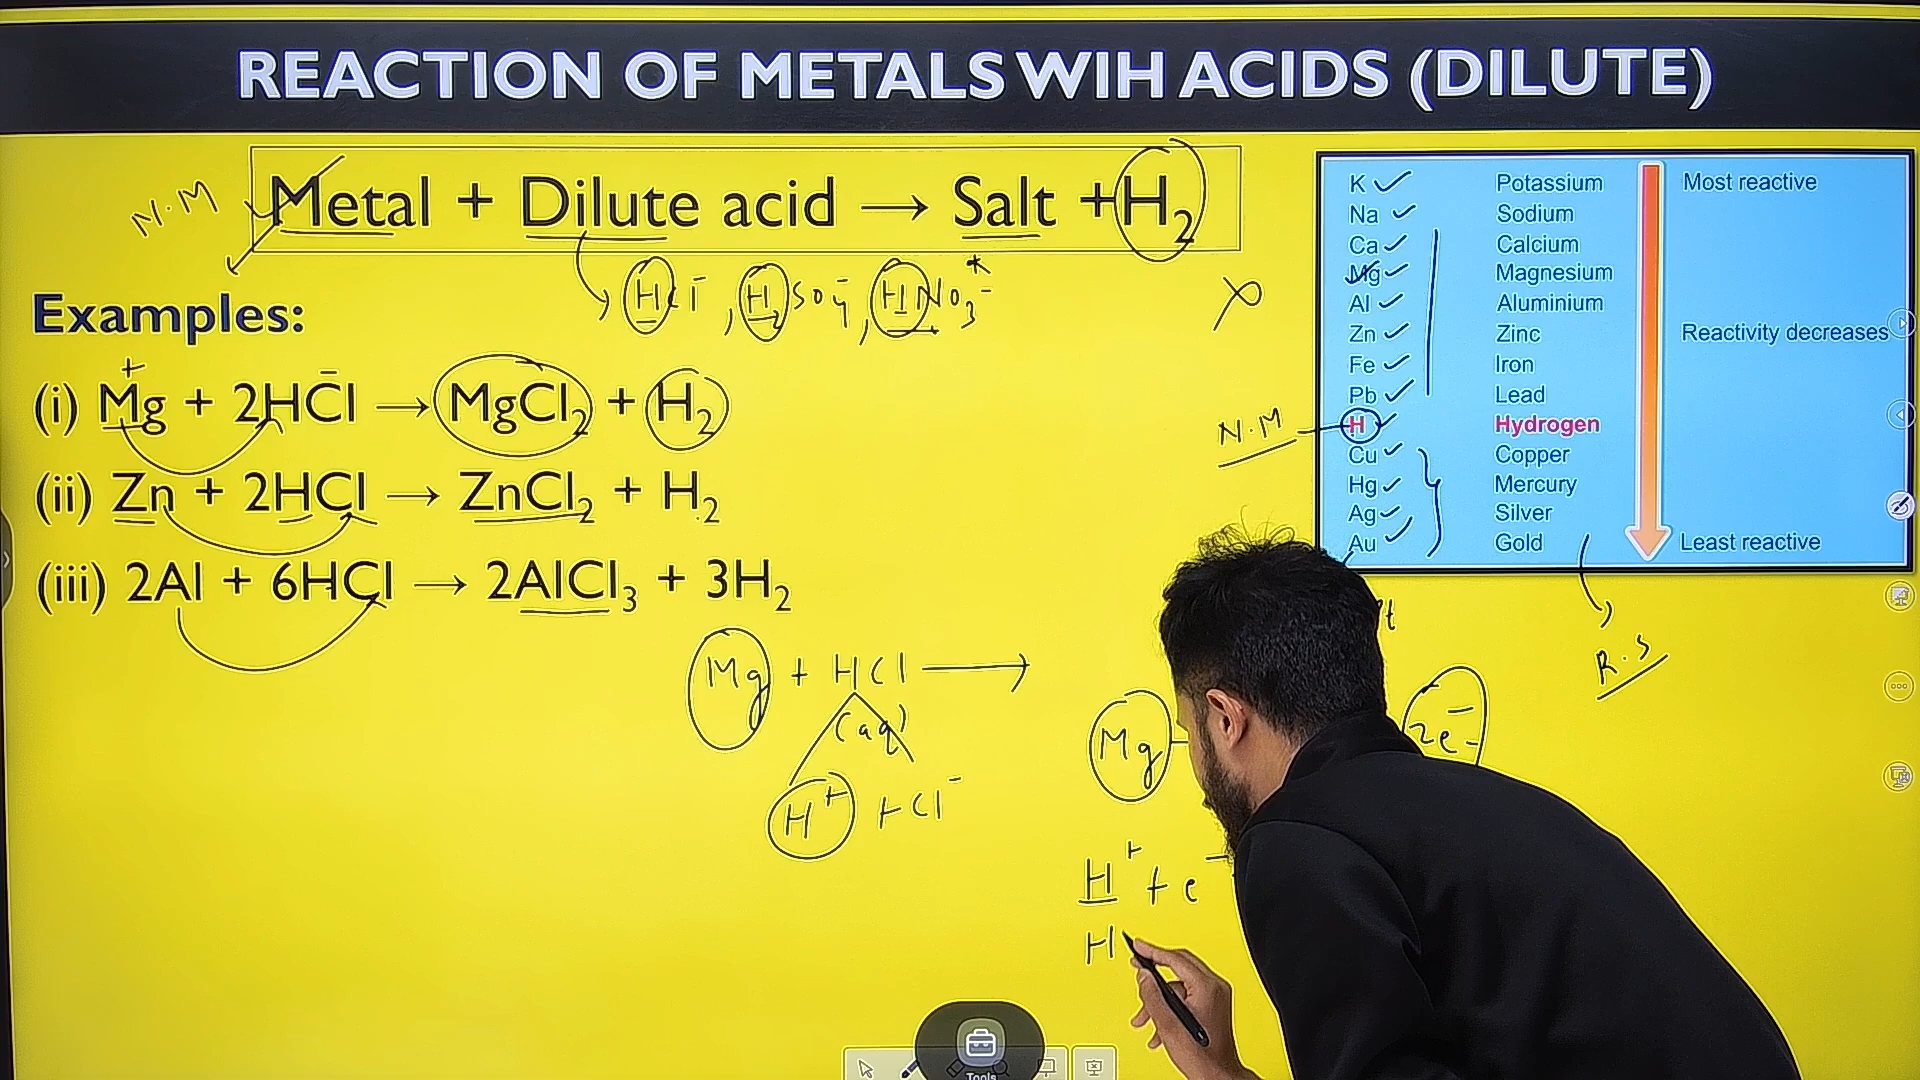 REACTION OF METALS WIH ACIDS (DILUTE)
N.M
Metal + Dilute acid → Salt + H₂
HCl⁻, H₂SO₄⁻, HNO₃⁻ *
Examples:
(i) Mg + 2HCl → MgCl₂ + H₂
+ -
(ii) Zn + 2HCl → ZnCl₂ + H₂
(iii) 2Al + 6HCl → 2AlCl₃ + 3H₂
Mg + HCl →
(aq)
H⁺ + Cl⁻
K ✓ Potassium Most reactive
Na ✓ Sodium
Ca ✓ Calcium
Mg ✓ Magnesium
Al ✓ Aluminium
Zn ✓ Zinc Reactivity decreases
Fe ✓ Iron
Pb ✓ Lead
N.M H ✓ Hydrogen
Cu ✓ Copper
Hg ✓ Mercury
Ag ✓ Silver
Au ✓ Gold Least reactive
R.S
Mg 2e⁻
H⁺ + e⁻
H
Tools